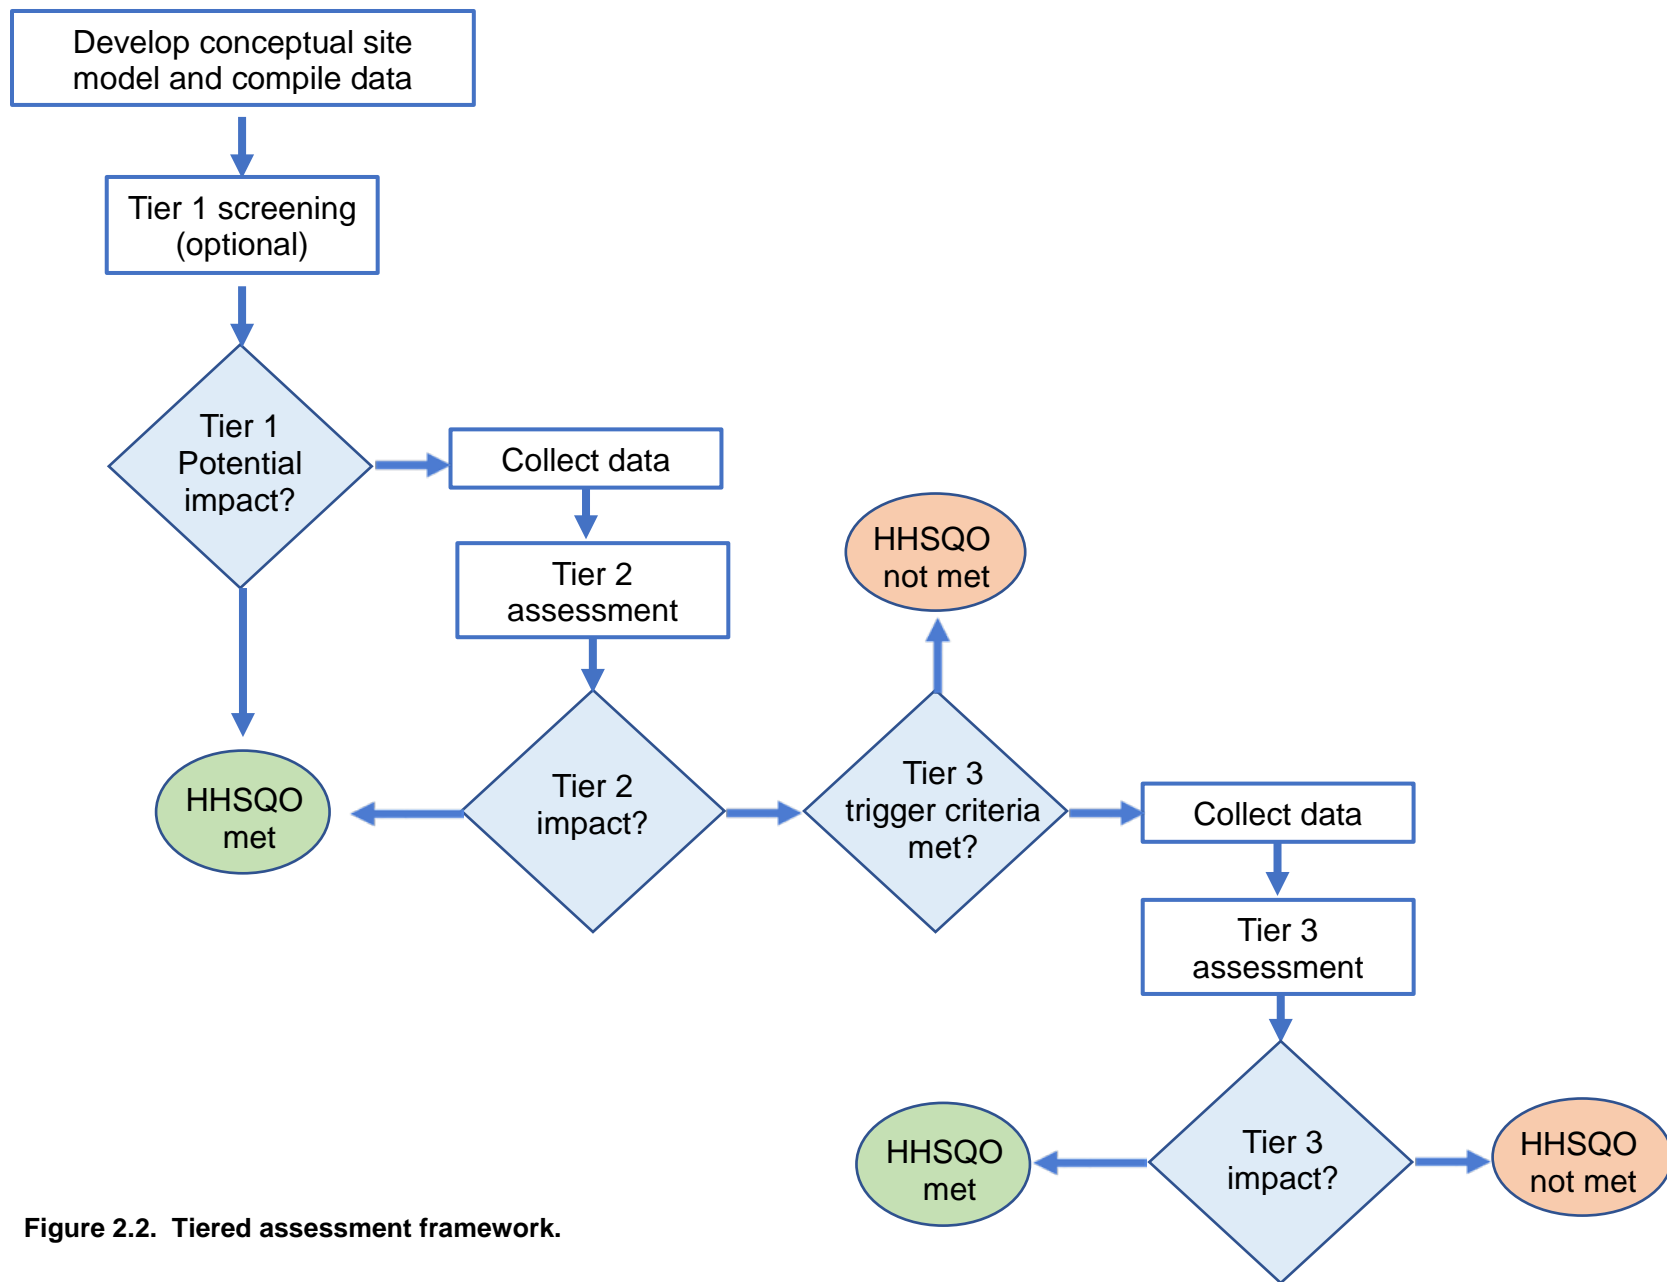 Develop conceptual site
model and compile data
Tier 1 screening
(optional)
Tier 1
Potential
impact?
Collect data
Tier 2
assessment
HHSQO
not met
HHSQO
met
Tier 2
impact?
Tier 3
trigger criteria
met?
Collect data
Tier 3
assessment
HHSQO
met
Tier 3
impact?
HHSQO
not met
Figure 2.2. Tiered assessment framework.